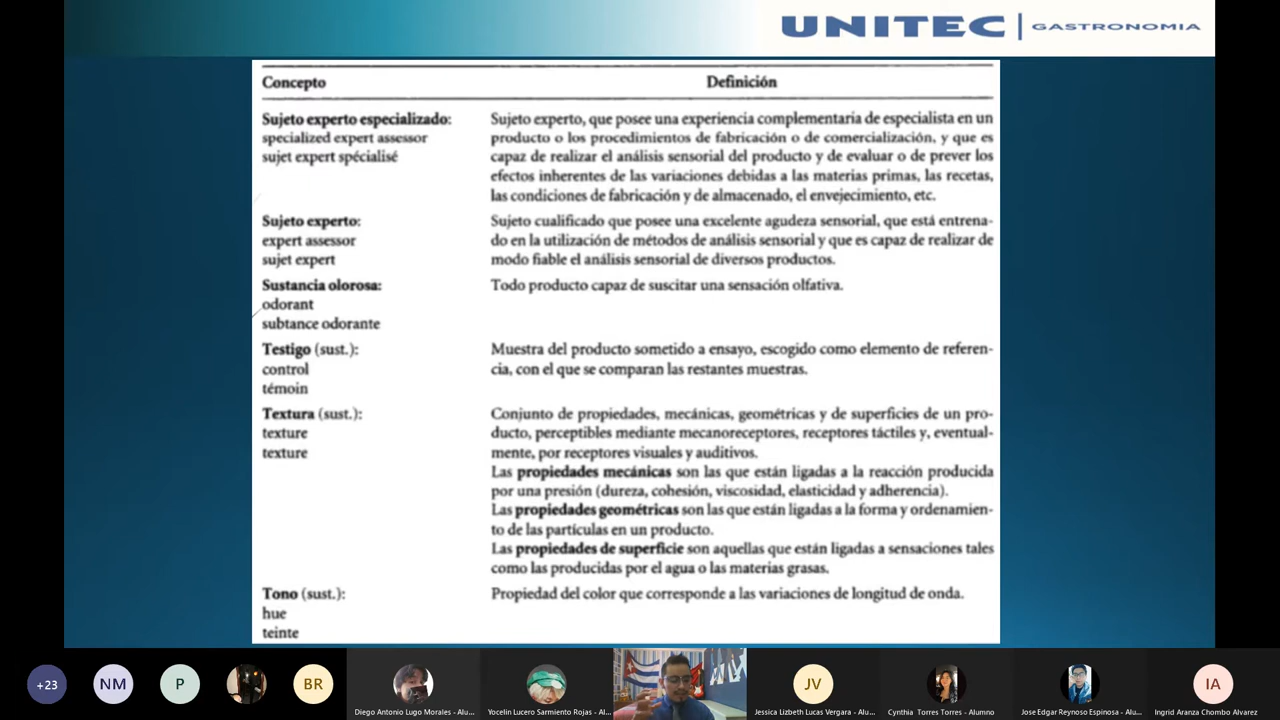 UNITEC | GASTRONOMIA
Concepto Definición
Sujeto experto especializado: Sujeto experto, que posee una experiencia complementaria de especialista en un
specialized expert assessor producto o los procedimientos de fabricación o de comercialización, y que es
sujet expert spécialisé capaz de realizar el análisis sensorial del producto y de evaluar o de prever los
efectos inherentes de las variaciones debidas a las materias primas, las recetas,
las condiciones de fabricación y de almacenado, el envejecimiento, etc.
Sujeto experto: Sujeto cualificado que posee una excelente agudeza sensorial, que está entrena-
expert assessor do en la utilización de métodos de análisis sensorial y que es capaz de realizar de
sujet expert modo fiable el análisis sensorial de diversos productos.
Sustancia olorosa: Todo producto capaz de suscitar una sensación olfativa.
odorant
subtance odorante
Testigo (sust.): Muestra del producto sometido a ensayo, escogido como elemento de referen-
control cia, con el que se comparan las restantes muestras.
témoin
Textura (sust.): Conjunto de propiedades, mecánicas, geométricas y de superficies de un pro-
texture ducto, perceptibles mediante mecanoreceptores, receptores táctiles y, eventual-
texture mente, por receptores visuales y auditivos.
Las propiedades mecánicas son las que están ligadas a la reacción producida
por una presión (dureza, cohesión, viscosidad, elasticidad y adherencia).
Las propiedades geométricas son las que están ligadas a la forma y ordenamien-
to de las partículas en un producto.
Las propiedades de superficie son aquellas que están ligadas a sensaciones tales
como las producidas por el agua o las materias grasas.
Tono (sust.): Propiedad del color que corresponde a las variaciones de longitud de onda.
hue
teinte
+23 NM P BR JV IA
Diego Antonio Lugo Morales - Alu... Yocelin Lucero Sarmiento Rojas - Al... Jessica Lizbeth Lucas Vergara - Alu... Cynthia Torres Torres - Alumno Jose Edgar Reynoso Espinosa - Alu... Ingrid Aranza Chombo Alvarez